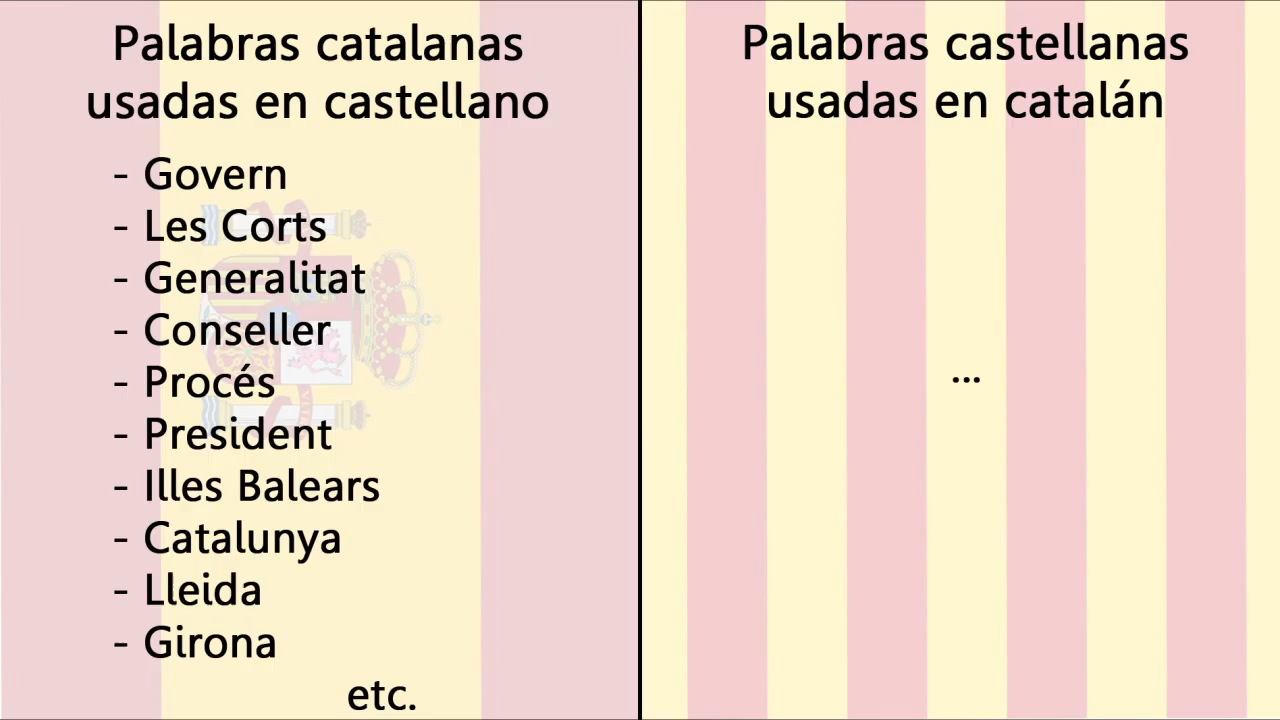 Palabras catalanas
usadas en castellano
- Govern
- Les Corts
- Generalitat
- Conseller
- Procés
- President
- Illes Balears
- Catalunya
- Lleida
- Girona
etc.
Palabras castellanas
usadas en catalán
...